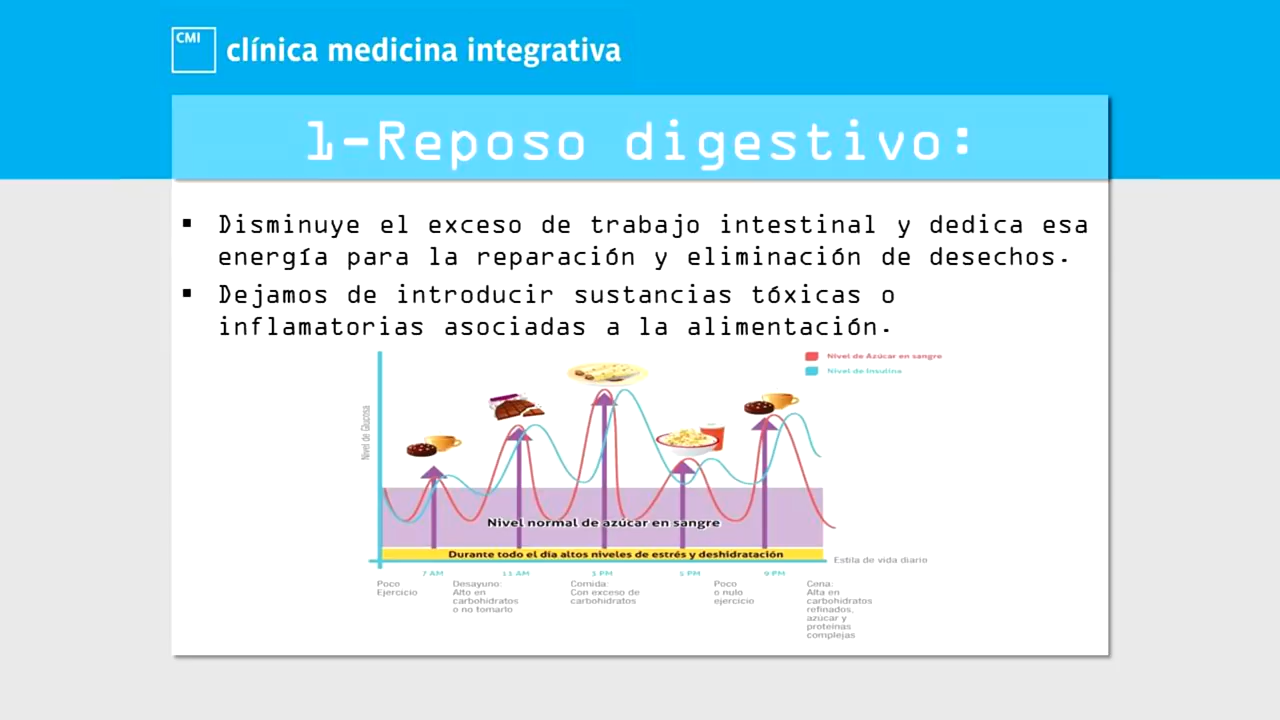 CMI
clínica medicina integrativa
1-Reposo digestivo:
▪ Disminuye el exceso de trabajo intestinal y dedica esa
energía para la reparación y eliminación de desechos.
▪ Dejamos de introducir sustancias tóxicas o
inflamatorias asociadas a la alimentación.
Nivel de Azúcar en sangre
Nivel de Insulina
Nivel de Glucosa
Nivel normal de azúcar en sangre
Durante todo el día altos niveles de estrés y deshidratación
Estila de vida diario
7 AM 11 AM 3 PM 5 PM 9 PM
Poco
Ejercicio
Desayuno:
Alto en
carbohidratos
o no tomarlo
Comida:
Con exceso de
carbohidratos
Poco
o nulo
ejercicio
Cena:
Alta en
carbohidratos
refinados,
azúcar y
proteínas
complejas